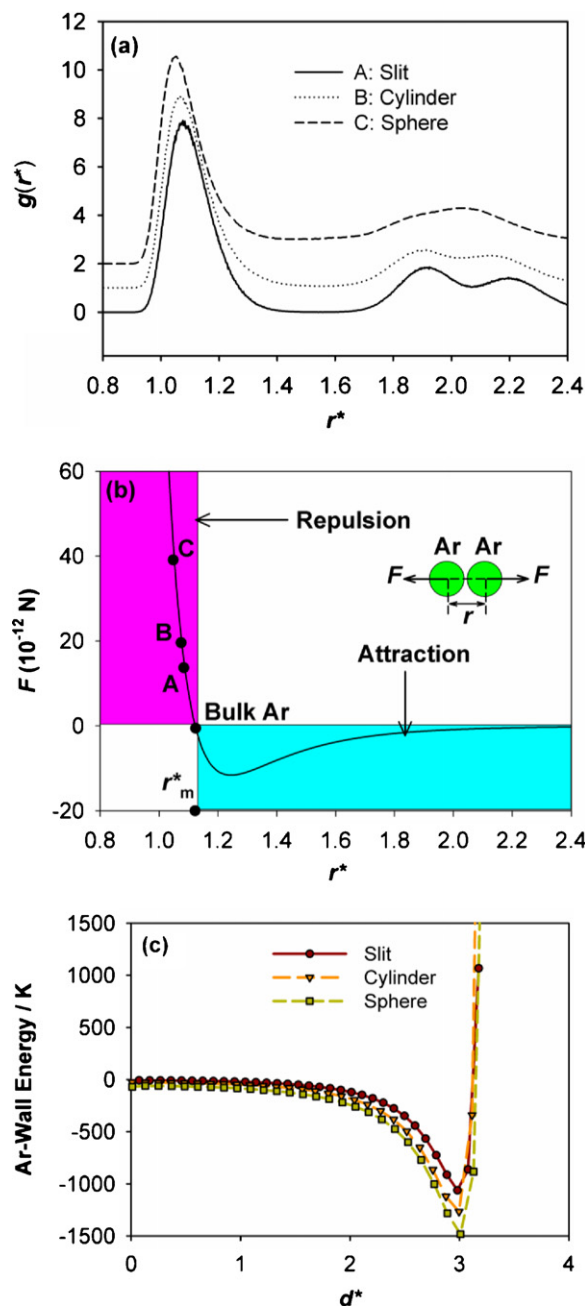 (a)
12
10
8
6
4
2
0
g(r*)
A: Slit
B: Cylinder
C: Sphere
0.8 1.0 1.2 1.4 1.6 1.8 2.0 2.2 2.4
r*
(b)
60
40
20
0
-20
F (10⁻¹² N)
Repulsion
Ar Ar
F F
r
C
B
A
Attraction
Bulk Ar
r*m
0.8 1.0 1.2 1.4 1.6 1.8 2.0 2.2 2.4
r*
(c)
1500
1000
500
0
-500
-1000
-1500
Ar-Wall Energy / K
Slit
Cylinder
Sphere
0 1 2 3 4
d*